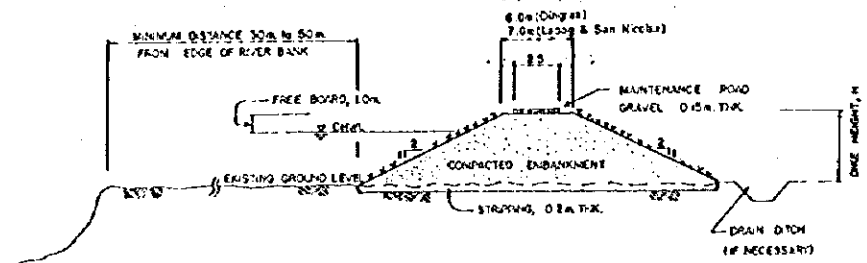 6.0m (Dingras)
7.0m (Laoag & San Nicolas)
MINIMUM DISTANCE 30m. to 50m.
FROM EDGE OF RIVER BANK
MAINTENANCE ROAD
GRAVEL 0.15m. THK.
FREE BOARD, 1.0m.
2
2
COMPACTED EMBANKMENT
EXISTING GROUND LEVEL
STRIPPING, 0.2m. THK.
DIKE HEIGHT, H
DRAIN DITCH
(IF NECESSARY)